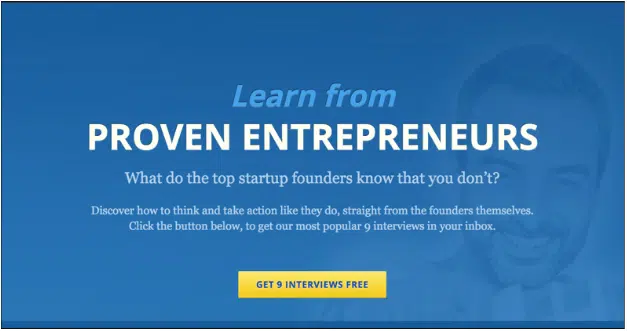 Learn from
PROVEN ENTREPRENEURS
What do the top startup founders know that you don't?
Discover how to think and take action like they do, straight from the founders themselves.
Click the button below, to get our most popular 9 interviews in your inbox.
GET 9 INTERVIEWS FREE